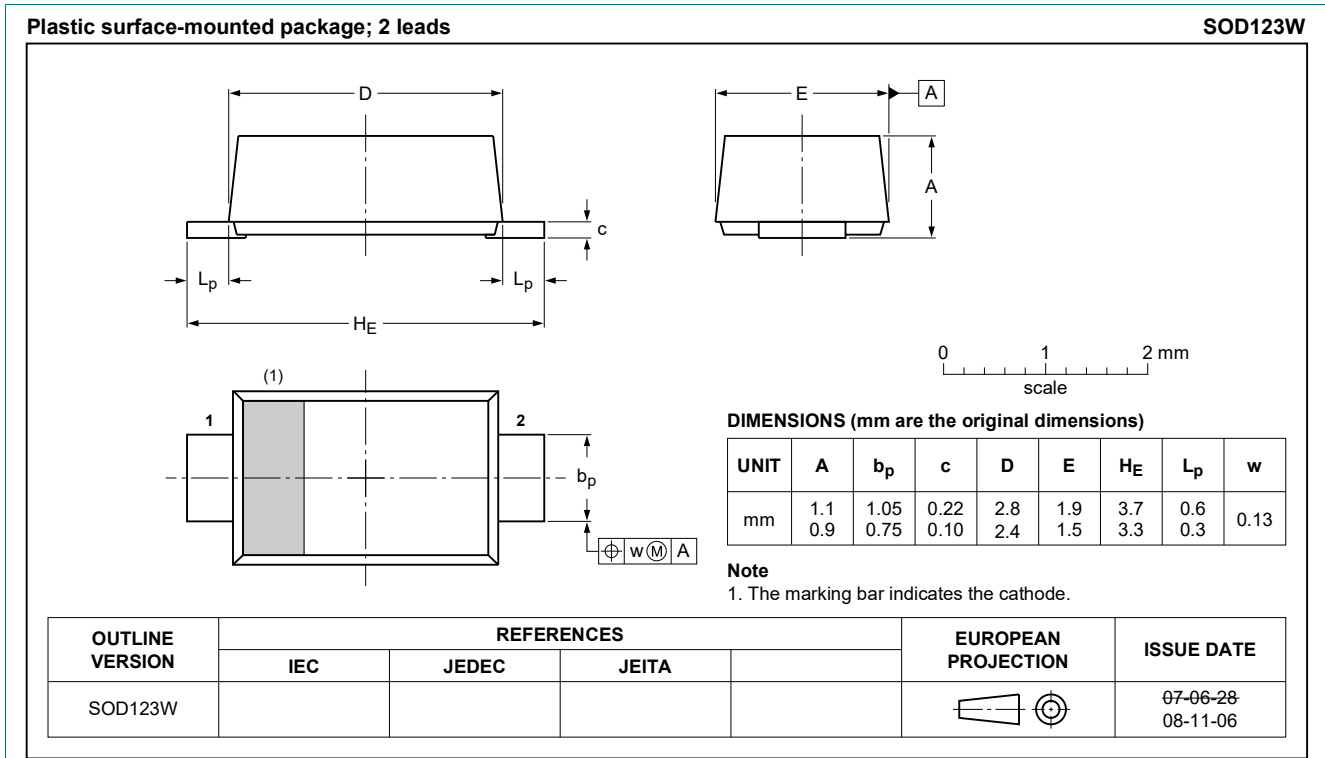 Plastic surface-mounted package; 2 leads SOD123W
D
E
A
A
c
Lp
Lp
HE
0 1 2 mm
scale
(1)
1 2
bp
w Ⓜ A
DIMENSIONS (mm are the original dimensions)
UNIT A bp c D E HE Lp w
mm 1.1 1.05 0.22 2.8 1.9 3.7 0.6 0.13
0.9 0.75 0.10 2.4 1.5 3.3 0.3
Note
1. The marking bar indicates the cathode.
OUTLINE VERSION REFERENCES EUROPEAN PROJECTION ISSUE DATE
IEC JEDEC JEITA
SOD123W 07-06-28
08-11-06